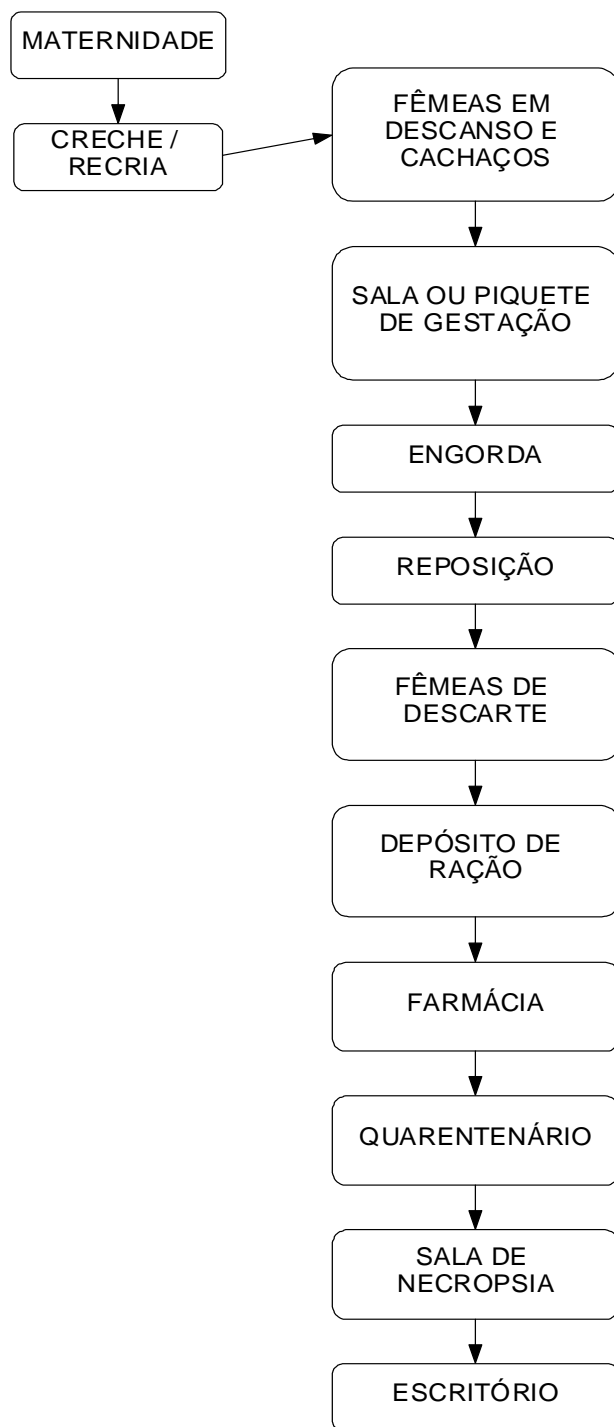 MATERNIDADE
CRECHE /
RECRIA
FÊMEAS EM
DESCANSO E
CACHAÇOS
SALA OU PIQUETE
DE GESTAÇÃO
ENGORDA
REPOSIÇÃO
FÊMEAS DE
DESCARTE
DEPÓSITO DE
RAÇÃO
FARMÁCIA
QUARENTENÁRIO
SALA DE
NECROPSIA
ESCRITÓRIO